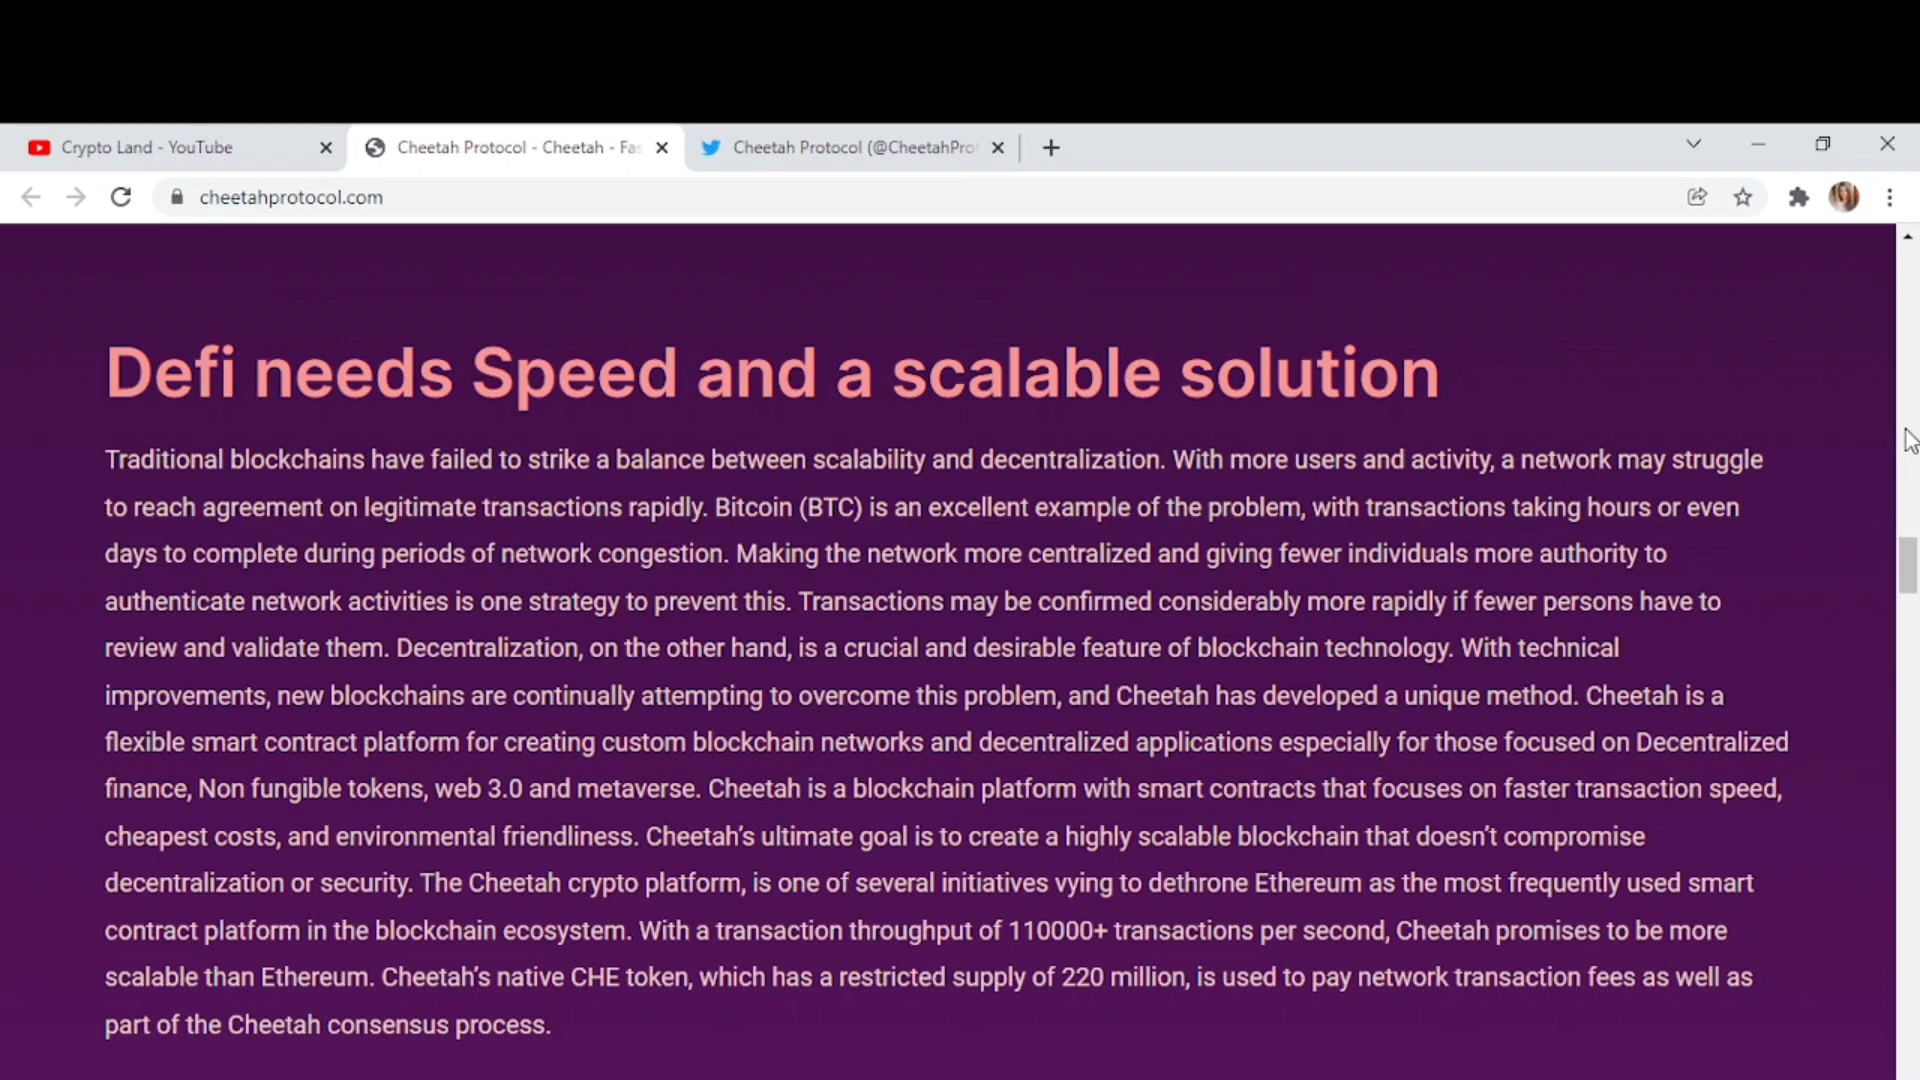 Crypto Land - YouTube
Cheetah Protocol - Cheetah - Fas
Cheetah Protocol (@CheetahProt
cheetahprotocol.com
Defi needs Speed and a scalable solution
Traditional blockchains have failed to strike a balance between scalability and decentralization. With more users and activity, a network may struggle
to reach agreement on legitimate transactions rapidly. Bitcoin (BTC) is an excellent example of the problem, with transactions taking hours or even
days to complete during periods of network congestion. Making the network more centralized and giving fewer individuals more authority to
authenticate network activities is one strategy to prevent this. Transactions may be confirmed considerably more rapidly if fewer persons have to
review and validate them. Decentralization, on the other hand, is a crucial and desirable feature of blockchain technology. With technical
improvements, new blockchains are continually attempting to overcome this problem, and Cheetah has developed a unique method. Cheetah is a
flexible smart contract platform for creating custom blockchain networks and decentralized applications especially for those focused on Decentralized
finance, Non fungible tokens, web 3.0 and metaverse. Cheetah is a blockchain platform with smart contracts that focuses on faster transaction speed,
cheapest costs, and environmental friendliness. Cheetah’s ultimate goal is to create a highly scalable blockchain that doesn’t compromise
decentralization or security. The Cheetah crypto platform, is one of several initiatives vying to dethrone Ethereum as the most frequently used smart
contract platform in the blockchain ecosystem. With a transaction throughput of 110000+ transactions per second, Cheetah promises to be more
scalable than Ethereum. Cheetah’s native CHE token, which has a restricted supply of 220 million, is used to pay network transaction fees as well as
part of the Cheetah consensus process.